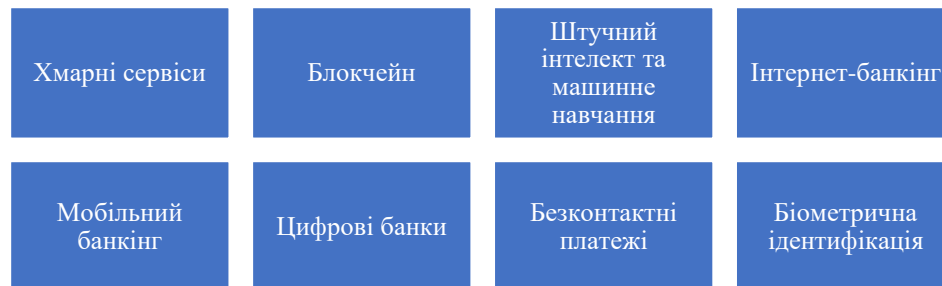 Хмарні сервіси
Блокчейн
Штучний
інтелект та
машинне
навчання
Інтернет-банкінг
Мобільний
банкінг
Цифрові банки
Безконтактні
платежі
Біометрична
ідентифікація